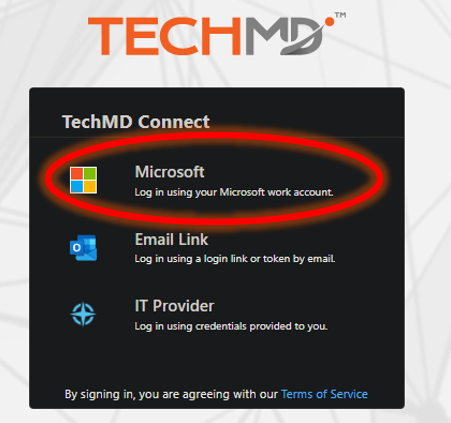 TECHMD™
TechMD Connect
Microsoft
Log in using your Microsoft work account.
Email Link
Log in using a login link or token by email.
IT Provider
Log in using credentials provided to you.
By signing in, you are agreeing with our Terms of Service